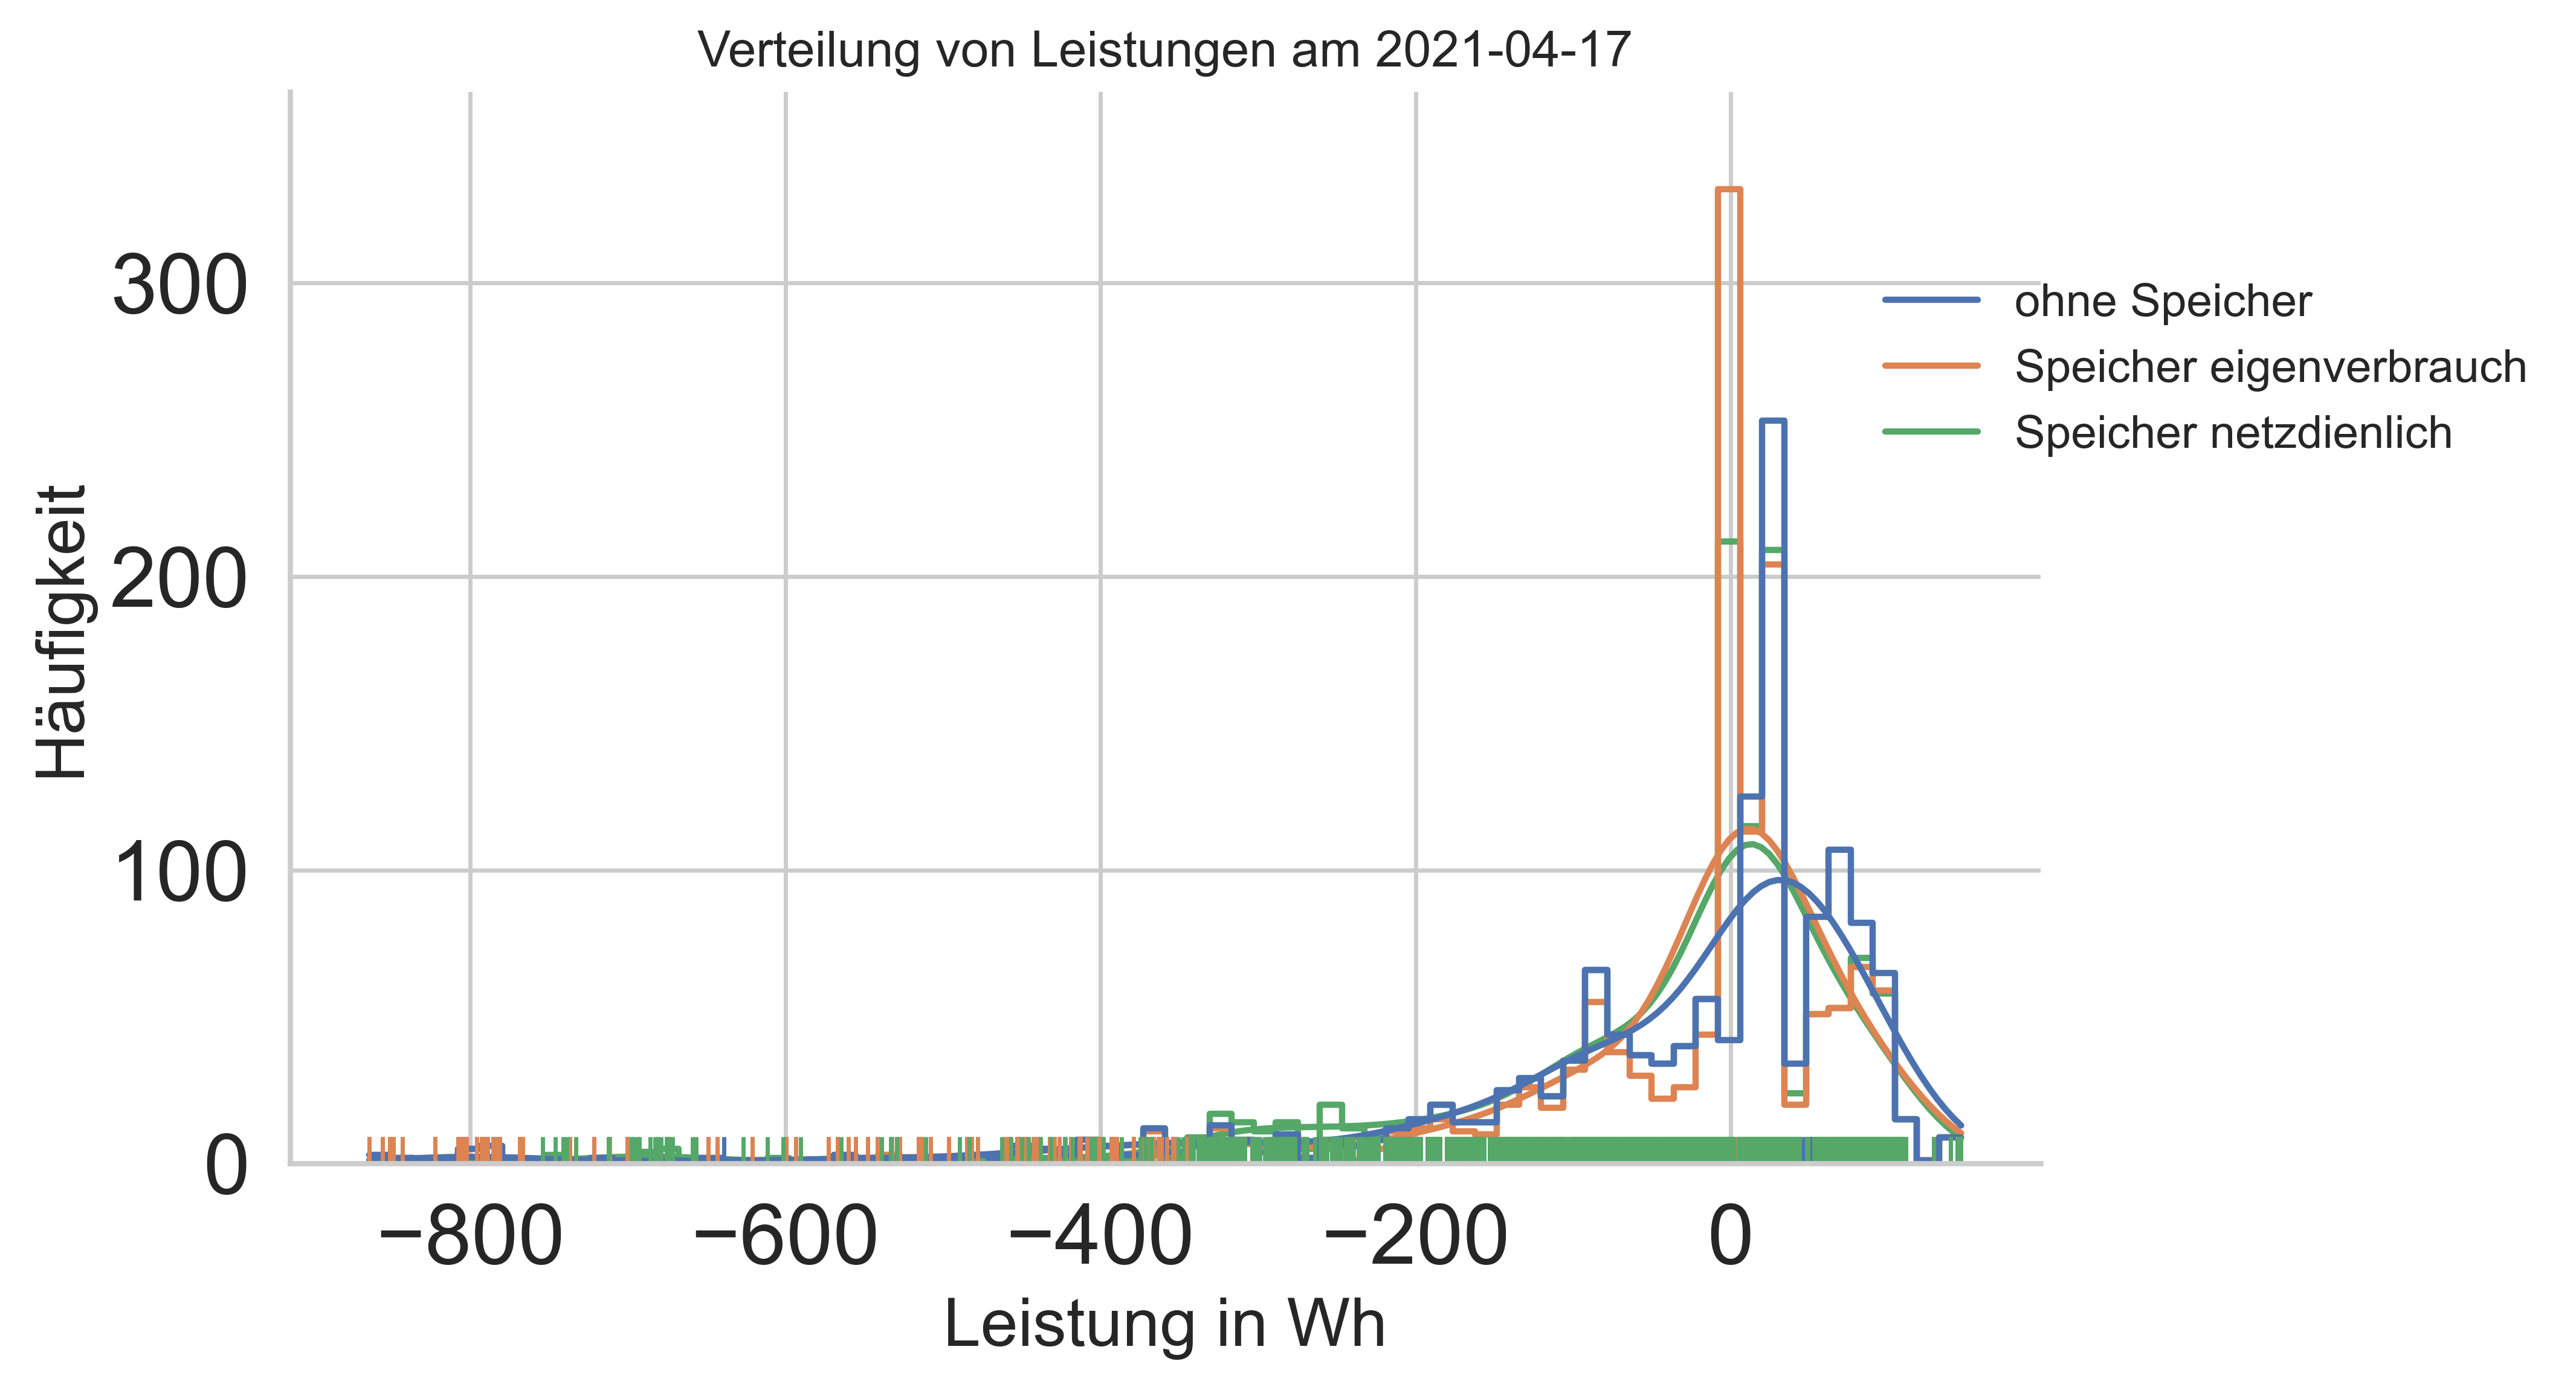 Verteilung von Leistungen am 2021-04-17
300
200
100
0
Häufigkeit
ohne Speicher
Speicher eigenverbrauch
Speicher netzdienlich
−800 −600 −400 −200 0
Leistung in Wh